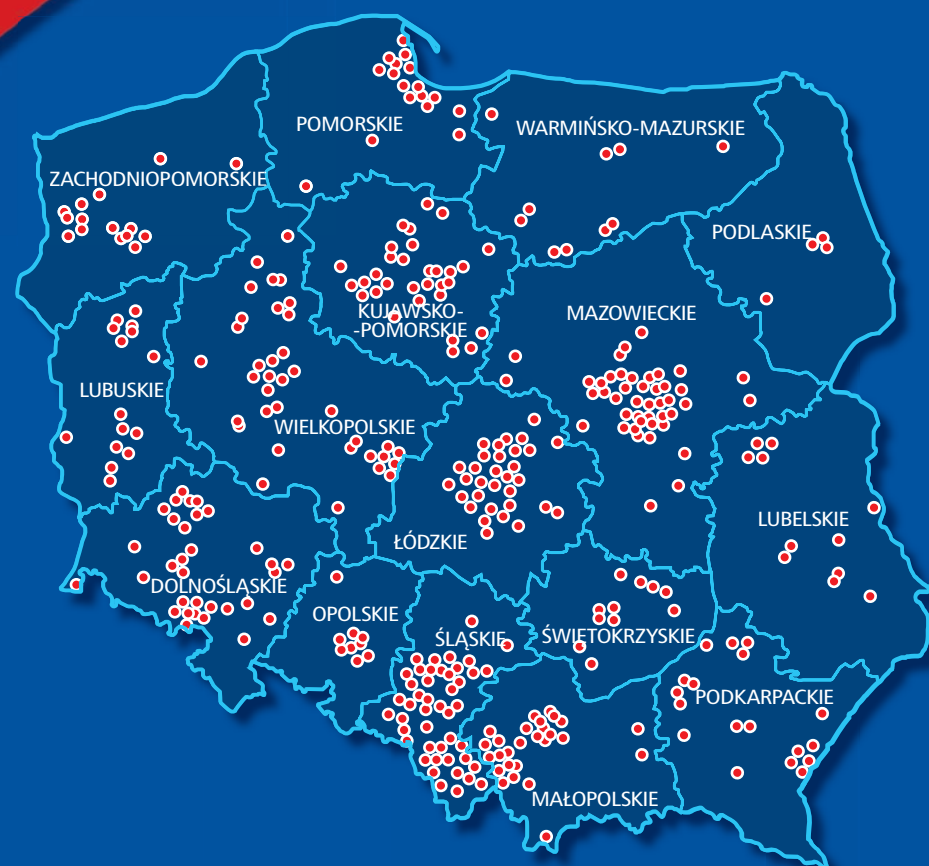 POMORSKIE
WARMIŃSKO-MAZURSKIE
ZACHODNIOPOMORSKIE
PODLASKIE
KUJAWSKO-
-POMORSKIE
MAZOWIECKIE
LUBUSKIE
WIELKOPOLSKIE
LUBELSKIE
ŁÓDZKIE
DOLNOŚLĄSKIE
OPOLSKIE
ŚLĄSKIE
ŚWIĘTOKRZYSKIE
PODKARPACKIE
MAŁOPOLSKIE